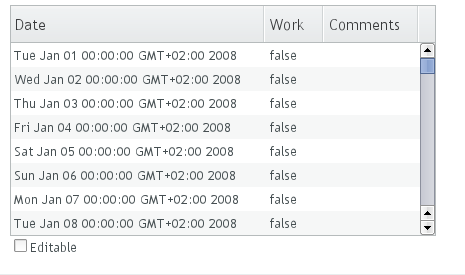 Date Work Comments
Tue Jan 01 00:00:00 GMT+02:00 2008 false
Wed Jan 02 00:00:00 GMT+02:00 2008 false
Thu Jan 03 00:00:00 GMT+02:00 2008 false
Fri Jan 04 00:00:00 GMT+02:00 2008 false
Sat Jan 05 00:00:00 GMT+02:00 2008 false
Sun Jan 06 00:00:00 GMT+02:00 2008 false
Mon Jan 07 00:00:00 GMT+02:00 2008 false
Tue Jan 08 00:00:00 GMT+02:00 2008 false
Editable